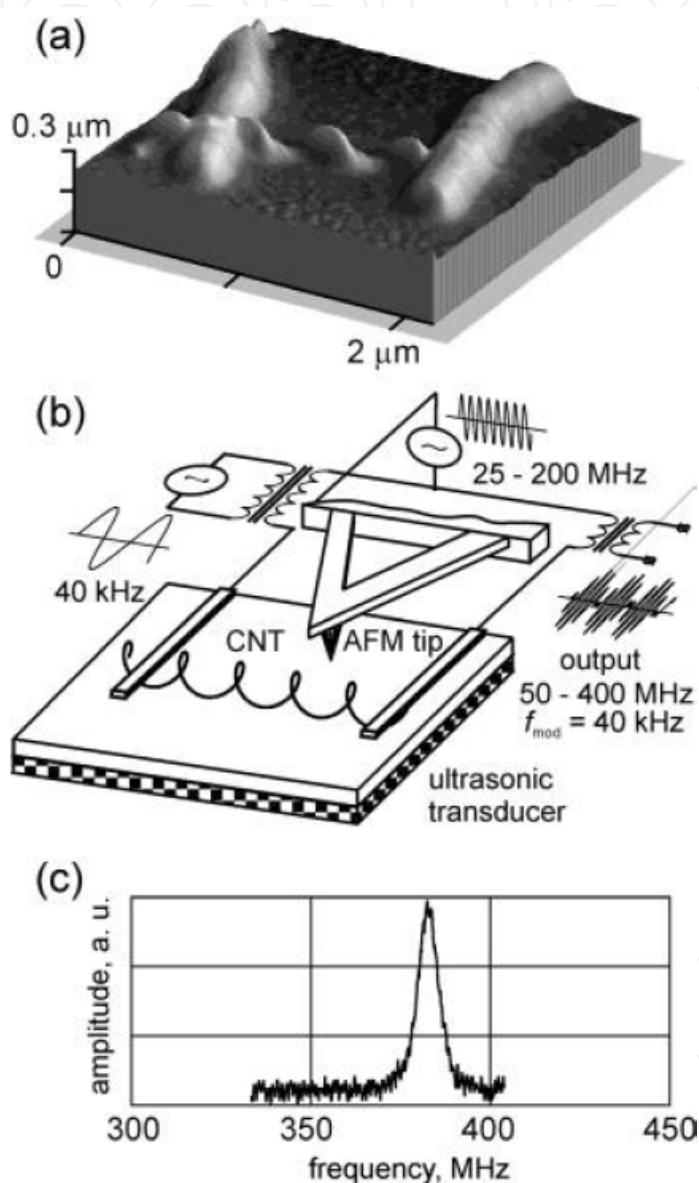 (a)
0.3 μm
0
2 μm
(b)
25 - 200 MHz
40 kHz
CNT
AFM tip
output
50 - 400 MHz
f_mod = 40 kHz
ultrasonic
transducer
(c)
amplitude, a. u.
300 350 400 450
frequency, MHz